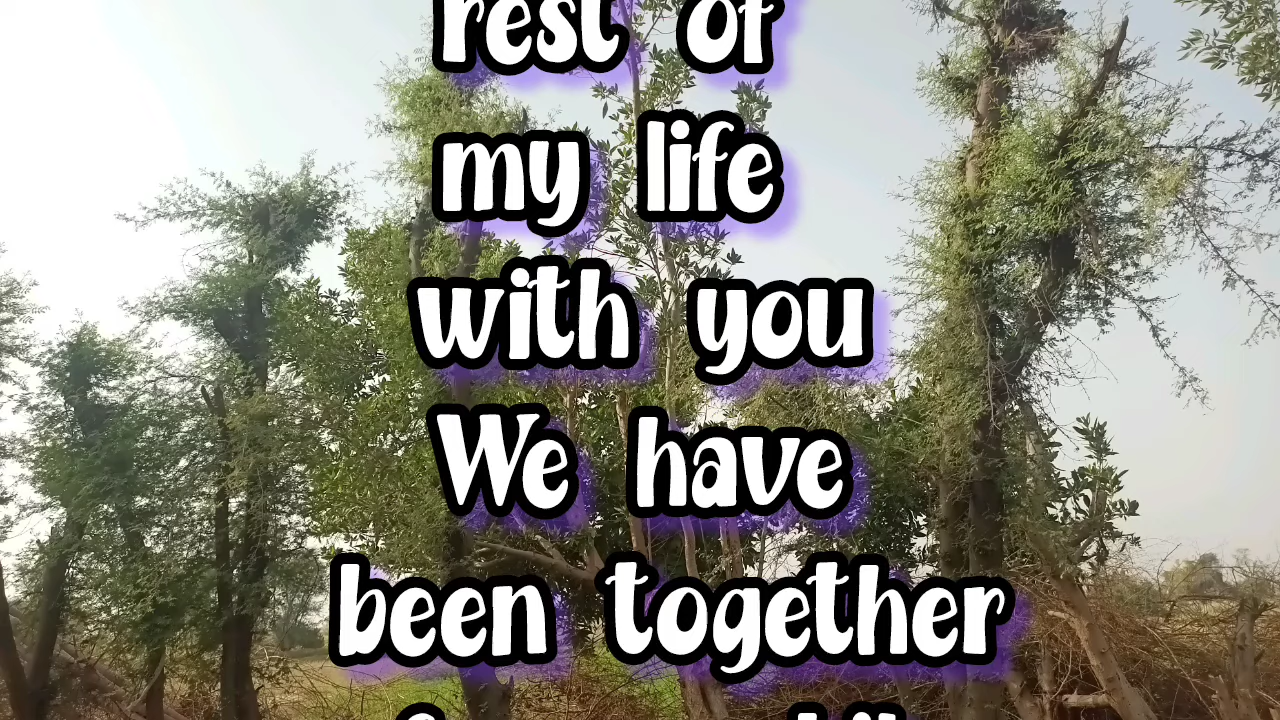 rest of
my life
with you
We have
been together